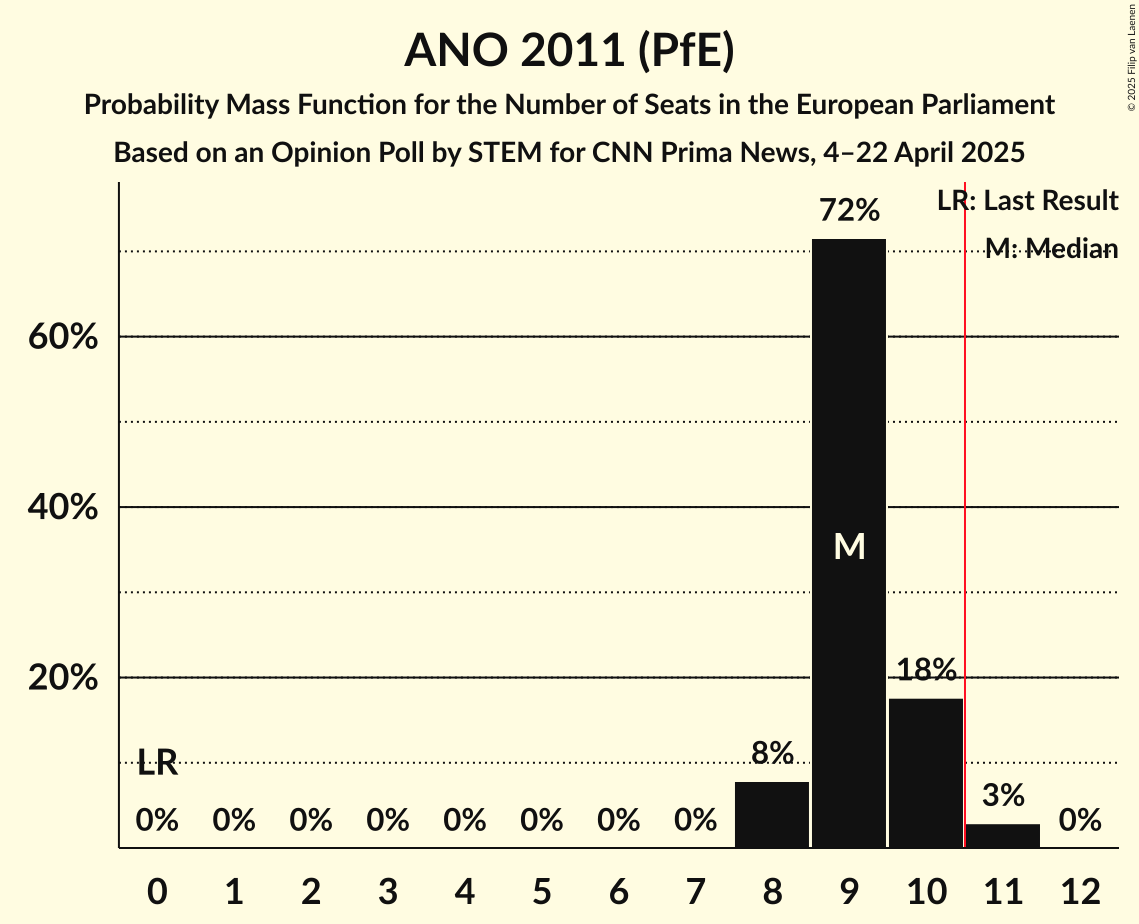 ANO 2011 (PfE)
Probability Mass Function for the Number of Seats in the European Parliament
Based on an Opinion Poll by STEM for CNN Prima News, 4–22 April 2025
© 2025 Filip van Laenen
LR: Last Result
M: Median
72%
60%
40%
M
20%
18%
LR
8%
3%
0% 0% 0% 0% 0% 0% 0% 0% 0%
0 1 2 3 4 5 6 7 8 9 10 11 12